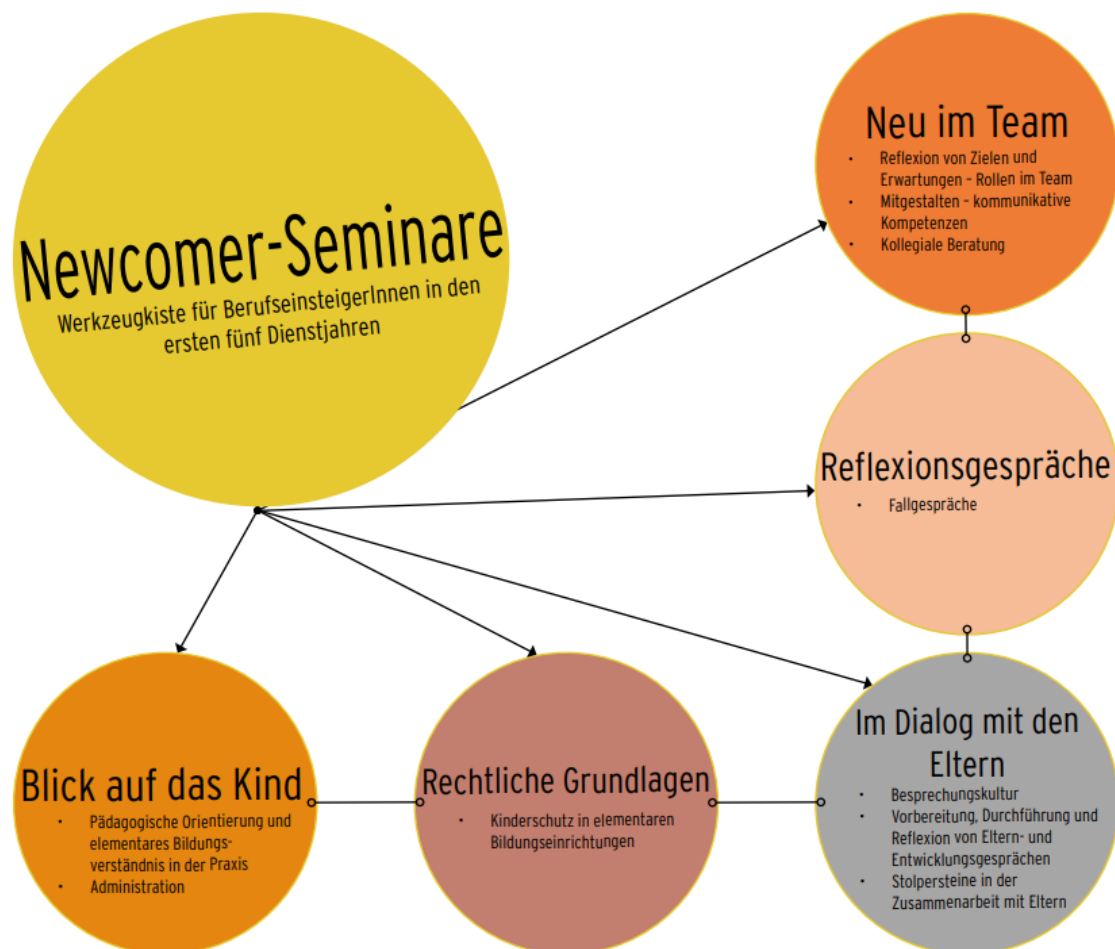 Newcomer-Seminare
Werkzeugkiste für BerufseinsteigerInnen in den
ersten fünf Dienstjahren
Neu im Team
• Reflexion von Zielen und
Erwartungen – Rollen im Team
• Mitgestalten – kommunikative
Kompetenzen
• Kollegiale Beratung
Reflexionsgespräche
• Fallgespräche
Blick auf das Kind
• Pädagogische Orientierung und
elementares Bildungs-
verständnis in der Praxis
• Administration
Rechtliche Grundlagen
• Kinderschutz in elementaren
Bildungseinrichtungen
Im Dialog mit den
Eltern
• Besprechungskultur
• Vorbereitung, Durchführung und
Reflexion von Eltern- und
Entwicklungsgesprächen
• Stolpersteine in der
Zusammenarbeit mit Eltern